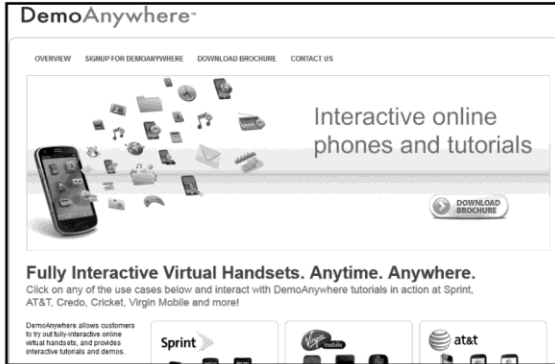 DemoAnywhere
OVERVIEW SIGNUP FOR DEMOANYWHERE DOWNLOAD BROCHURE CONTACT US
Interactive online
phones and tutorials
DOWNLOAD
BROCHURE
Fully Interactive Virtual Handsets. Anytime. Anywhere.
Click on any of the use cases below and interact with DemoAnywhere tutorials in action at Sprint,
AT&T, Credo, Cricket, Virgin Mobile and more!
DemoAnywhere allows customers
to try out fully-interactive online
virtual handsets, and provides
interactive tutorials and demos.
Sprint
Virgin mobile
at&t